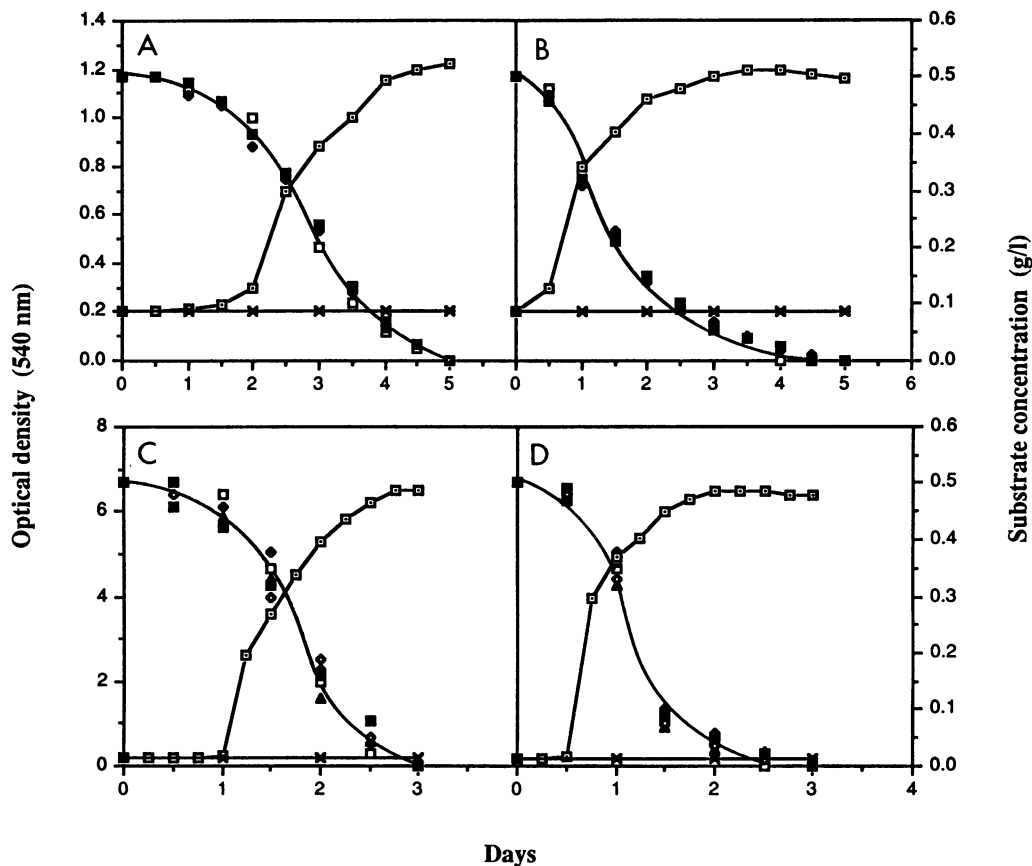 A
B
1.4
1.2
1.0
0.8
0.6
0.4
0.2
0.0
0 1 2 3 4 5
0 1 2 3 4 5 6
0.6
0.5
0.4
0.3
0.2
0.1
0.0
C
D
8
6
4
2
0
0 1 2 3
0 1 2 3 4
0.6
0.5
0.4
0.3
0.2
0.1
0.0
Optical density (540 nm)
Substrate concentration (g/l)
Days